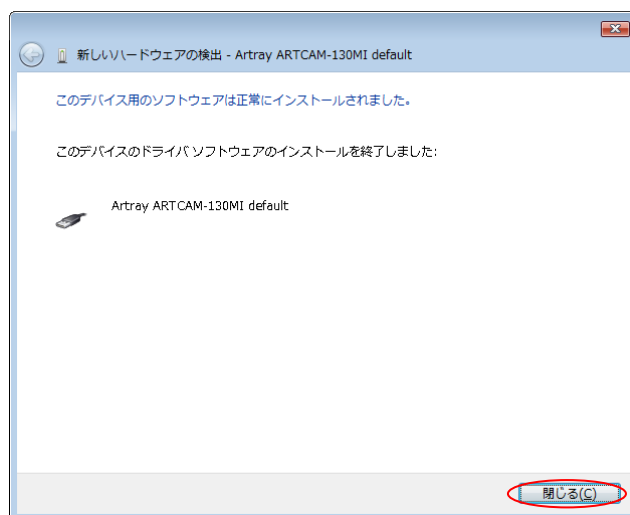 新しいハードウェアの検出 - Artray ARTCAM-130MI default
このデバイス用のソフトウェアは正常にインストールされました。
このデバイスのドライバ ソフトウェアのインストールを終了しました:
Artray ARTCAM-130MI default
閉じる(C)